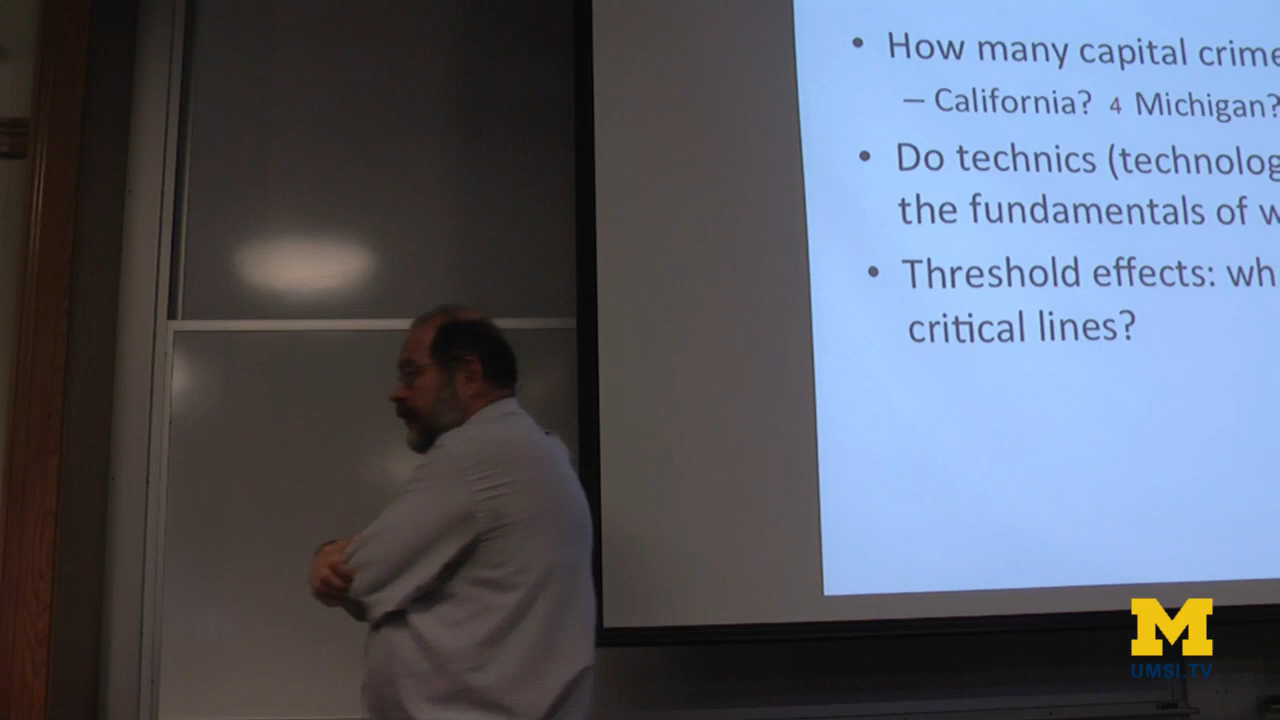 • How many capital crime
– California? 4 Michigan?
• Do technics (technolog
the fundamentals of w
• Threshold effects: wh
critical lines?
M
UMSI.TV